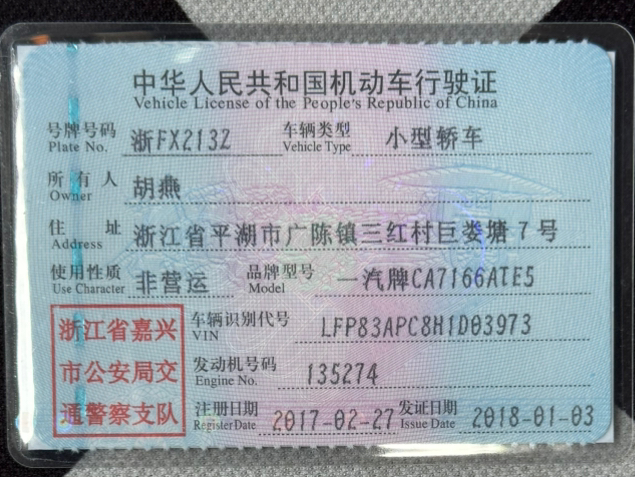 中华人民共和国机动车行驶证
Vehicle License of the People's Republic of China
号牌号码 浙FX213Z 车辆类型 小型轿车
Plate No. Vehicle Type
所有人 胡燕
Owner
住址 浙江省平湖市广陈镇三红村巨娄塘7号
Address
使用性质 非营运 品牌型号 一汽牌CA7166ATE5
Use Character Model
浙江省嘉兴 车辆识别代号 LFP83APC8H1D03973
VIN
市公安局交 发动机号码 135274
Engine No.
通警察支队 注册日期 2017-02-27 发证日期 2018-01-03
Register Date Issue Date